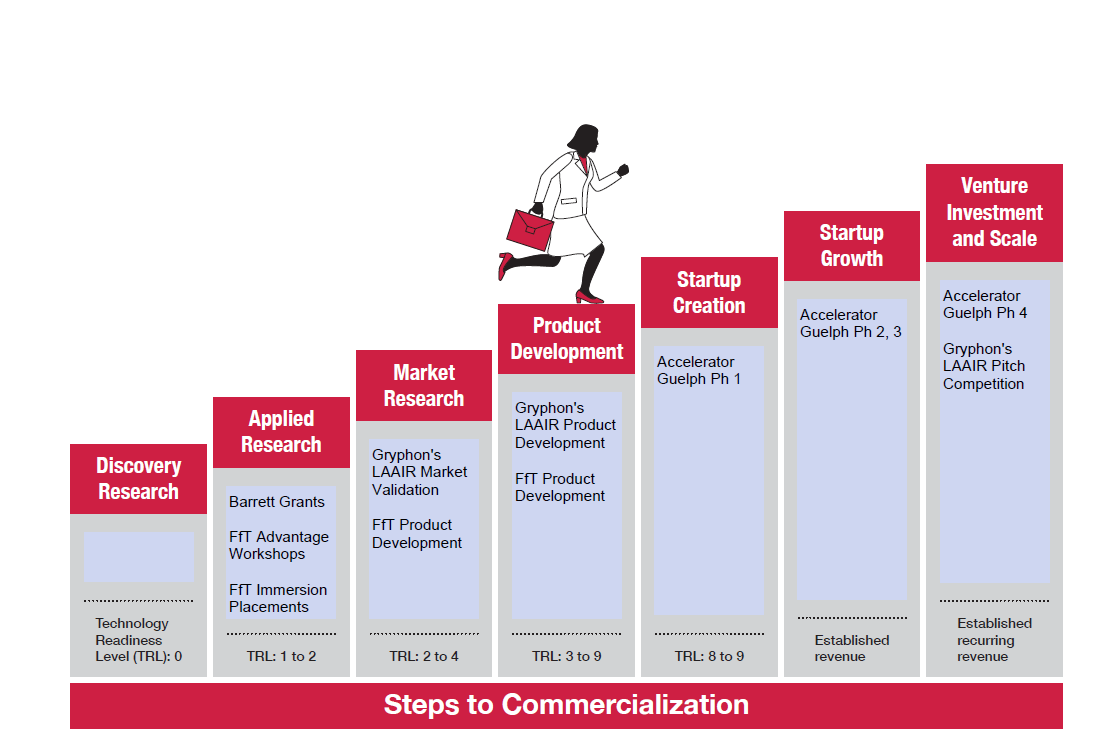 Discovery
Research
Technology
Readiness
Level (TRL): 0
Applied
Research
Barrett Grants
FfT Advantage
Workshops
FfT Immersion
Placements
TRL: 1 to 2
Market
Research
Gryphon's
LAAIR Market
Validation
FfT Product
Development
TRL: 2 to 4
Product
Development
Gryphon's
LAAIR Product
Development
FfT Product
Development
TRL: 3 to 9
Startup
Creation
Accelerator
Guelph Ph 1
TRL: 8 to 9
Startup
Growth
Accelerator
Guelph Ph 2, 3
Established
revenue
Venture
Investment
and Scale
Accelerator
Guelph Ph 4
Gryphon's
LAAIR Pitch
Competition
Established
recurring
revenue
Steps to Commercialization